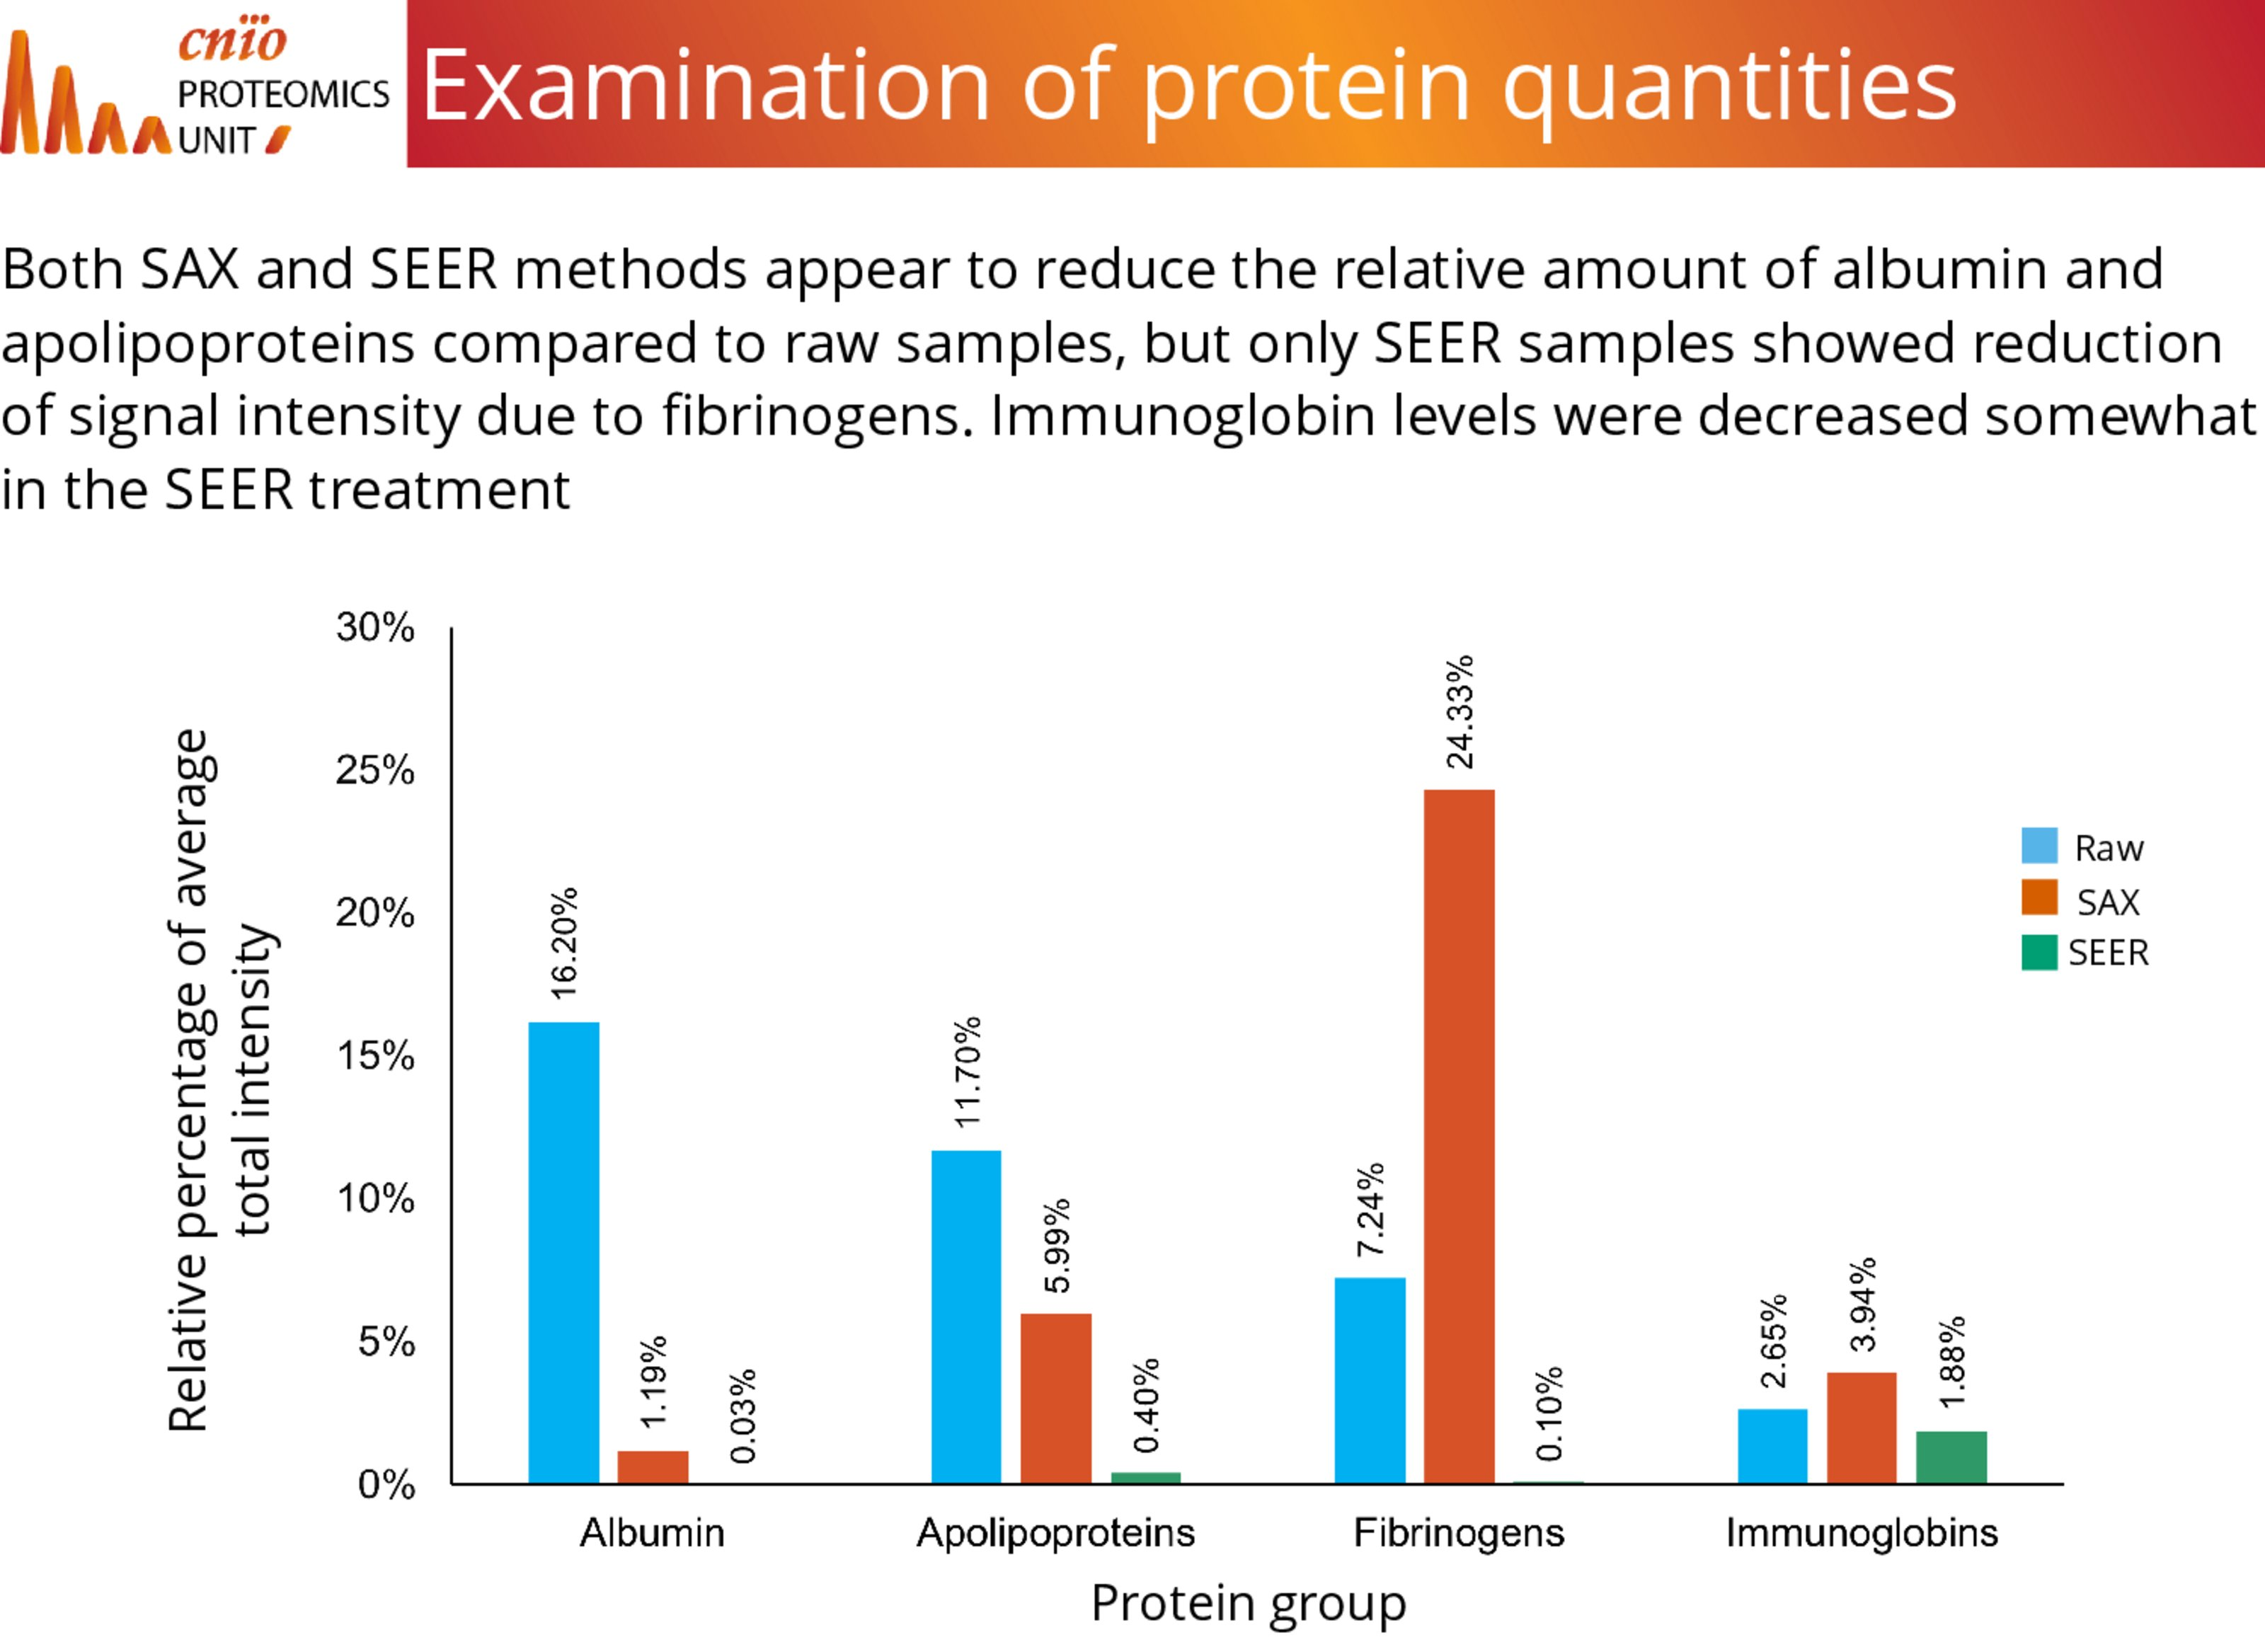 cnio
PROTEOMICS
UNIT
Examination of protein quantities
Both SAX and SEER methods appear to reduce the relative amount of albumin and
apolipoproteins compared to raw samples, but only SEER samples showed reduction
of signal intensity due to fibrinogens. Immunoglobin levels were decreased somewhat
in the SEER treatment
Relative percentage of average
total intensity
30%
25%
20%
15%
10%
5%
0%
16.20%
1.19%
0.03%
11.70%
5.99%
0.40%
7.24%
24.33%
0.10%
2.65%
3.94%
1.88%
Raw
SAX
SEER
Albumin
Apolipoproteins
Fibrinogens
Immunoglobins
Protein group